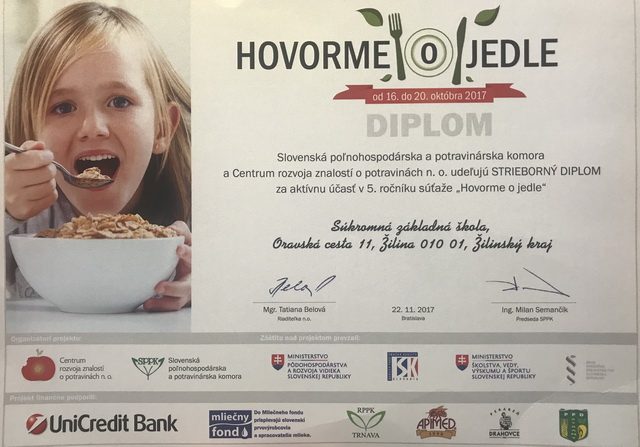 HOVORME O JEDLE
od 16. do 20. októbra 2017
DIPLOM
Slovenská poľnohospodárska a potravinárska komora
a Centrum rozvoja znalostí o potravinách n. o. udeľujú STRIEBORNÝ DIPLOM
za aktívnu účasť v 5. ročníku súťaže „Hovorme o jedle“
Súkromná základná škola,
Oravská cesta 11, Žilina 010 01, Žilinský kraj
Mgr. Tatiana Belová
Riaditeľka n.o.
22. 11. 2017
Bratislava
Ing. Milan Semančík
Predseda SPPK
Organizátori projektu:
Záštitu nad projektom prevzali:
Centrum
rozvoja znalostí
o potravinách n. o.
SPPK
Slovenská
poľnohospodárska
a potravinárska komora
MINISTERSTVO
PÔDOHOSPODÁRSTVA
A ROZVOJA VIDIEKA
SLOVENSKEJ REPUBLIKY
MINISTERSTVO
ŠKOLSTVA, VEDY,
VÝSKUMU A ŠPORTU
SLOVENSKEJ REPUBLIKY
Projekt finančne podporili:
UniCredit Bank
mliečny
fond
Do Mliečneho fondu
prispievajú slovenskí
prvovýrobcovia
a spracovatelia mlieka.
RPPK
TRNAVA
APIMED
PEKÁREŇ
DRAHOVCE
PPD